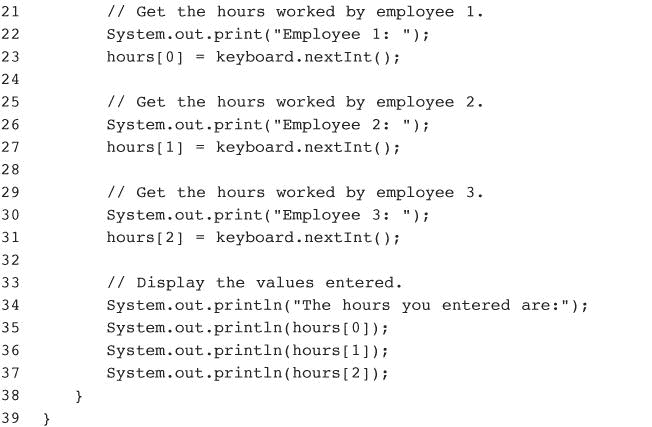 21        // Get the hours worked by employee 1.
22        System.out.print("Employee 1: ");
23        hours[0] = keyboard.nextInt();
24
25        // Get the hours worked by employee 2.
26        System.out.print("Employee 2: ");
27        hours[1] = keyboard.nextInt();
28
29        // Get the hours worked by employee 3.
30        System.out.print("Employee 3: ");
31        hours[2] = keyboard.nextInt();
32
33        // Display the values entered.
34        System.out.println("The hours you entered are:");
35        System.out.println(hours[0]);
36        System.out.println(hours[1]);
37        System.out.println(hours[2]);
38     }
39  }